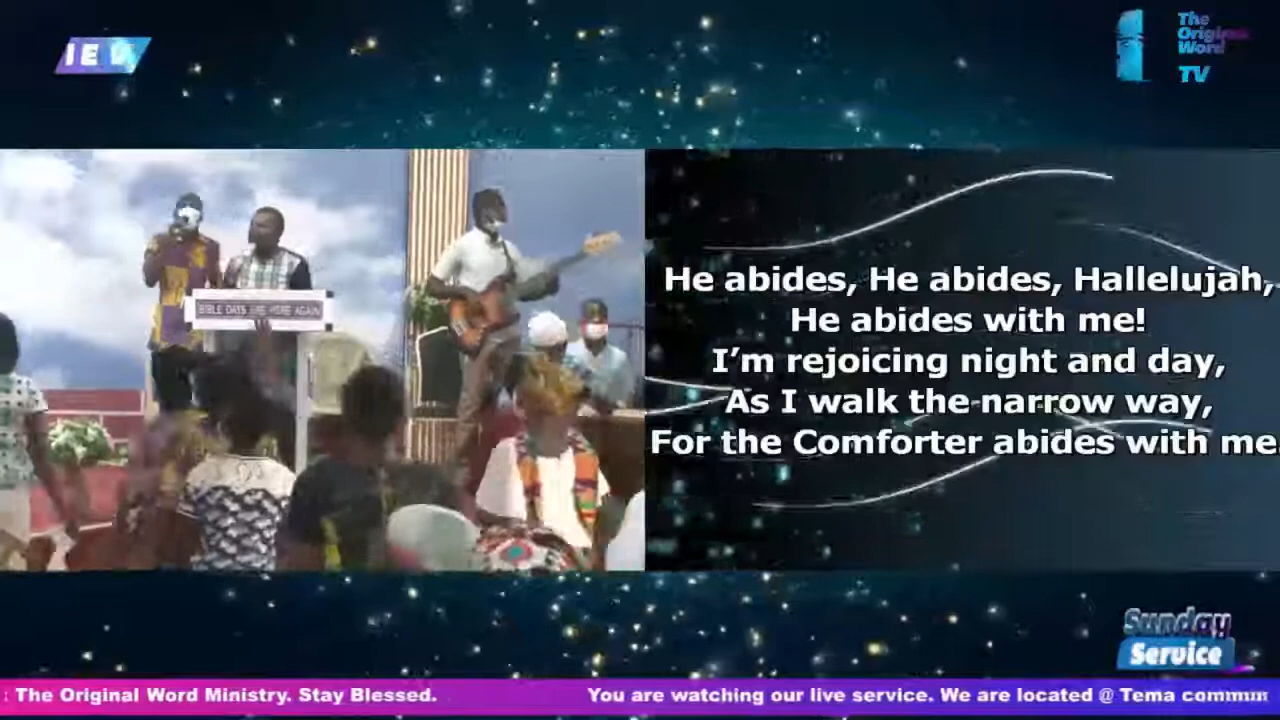 The
Original
Word
TV
BIBLE DAYS ARE HERE AGAIN
He abides, He abides, Hallelujah,
He abides with me!
I’m rejoicing night and day,
As I walk the narrow way,
For the Comforter abides with me.
Sunday
Service
: The Original Word Ministry. Stay Blessed. You are watching our live service. We are located @ Tema commun